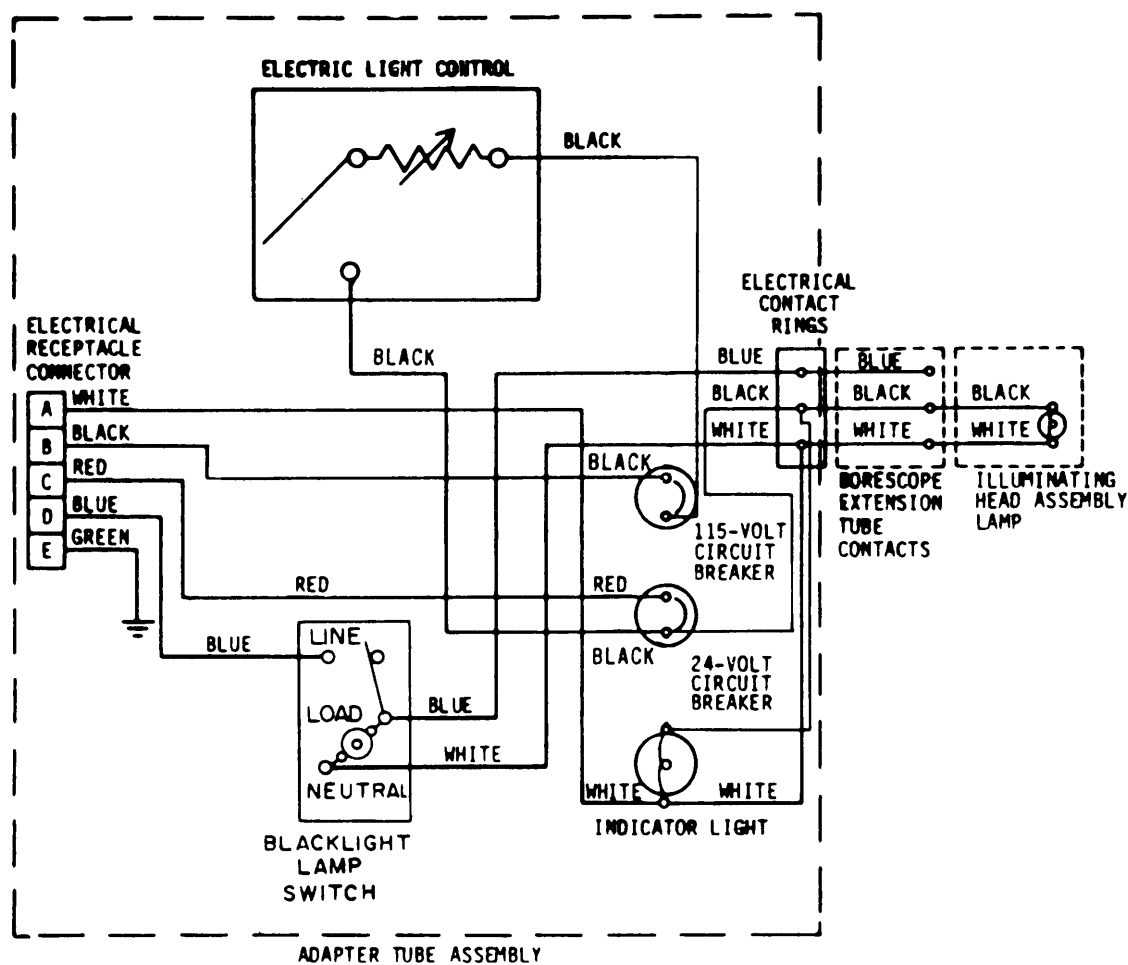 ELECTRIC LIGHT CONTROL
BLACK
ELECTRICAL
CONTACT
RINGS
ELECTRICAL
RECEPTACLE
CONNECTOR
BLACK
BLUE
BLUE
A
WHITE
BLACK
BLACK
BLACK
B
BLACK
WHITE
WHITE
WHITE
C
RED
BLACK
D
BLUE
E
GREEN
BORESCOPE
EXTENSION
TUBE
CONTACTS
ILLUMINATING
HEAD ASSEMBLY
LAMP
115-VOLT
CIRCUIT
BREAKER
RED
RED
BLUE
LINE
BLACK
24-VOLT
CIRCUIT
BREAKER
LOAD
BLUE
WHITE
NEUTRAL
WHITE
WHITE
INDICATOR LIGHT
BLACKLIGHT
LAMP
SWITCH
ADAPTER TUBE ASSEMBLY